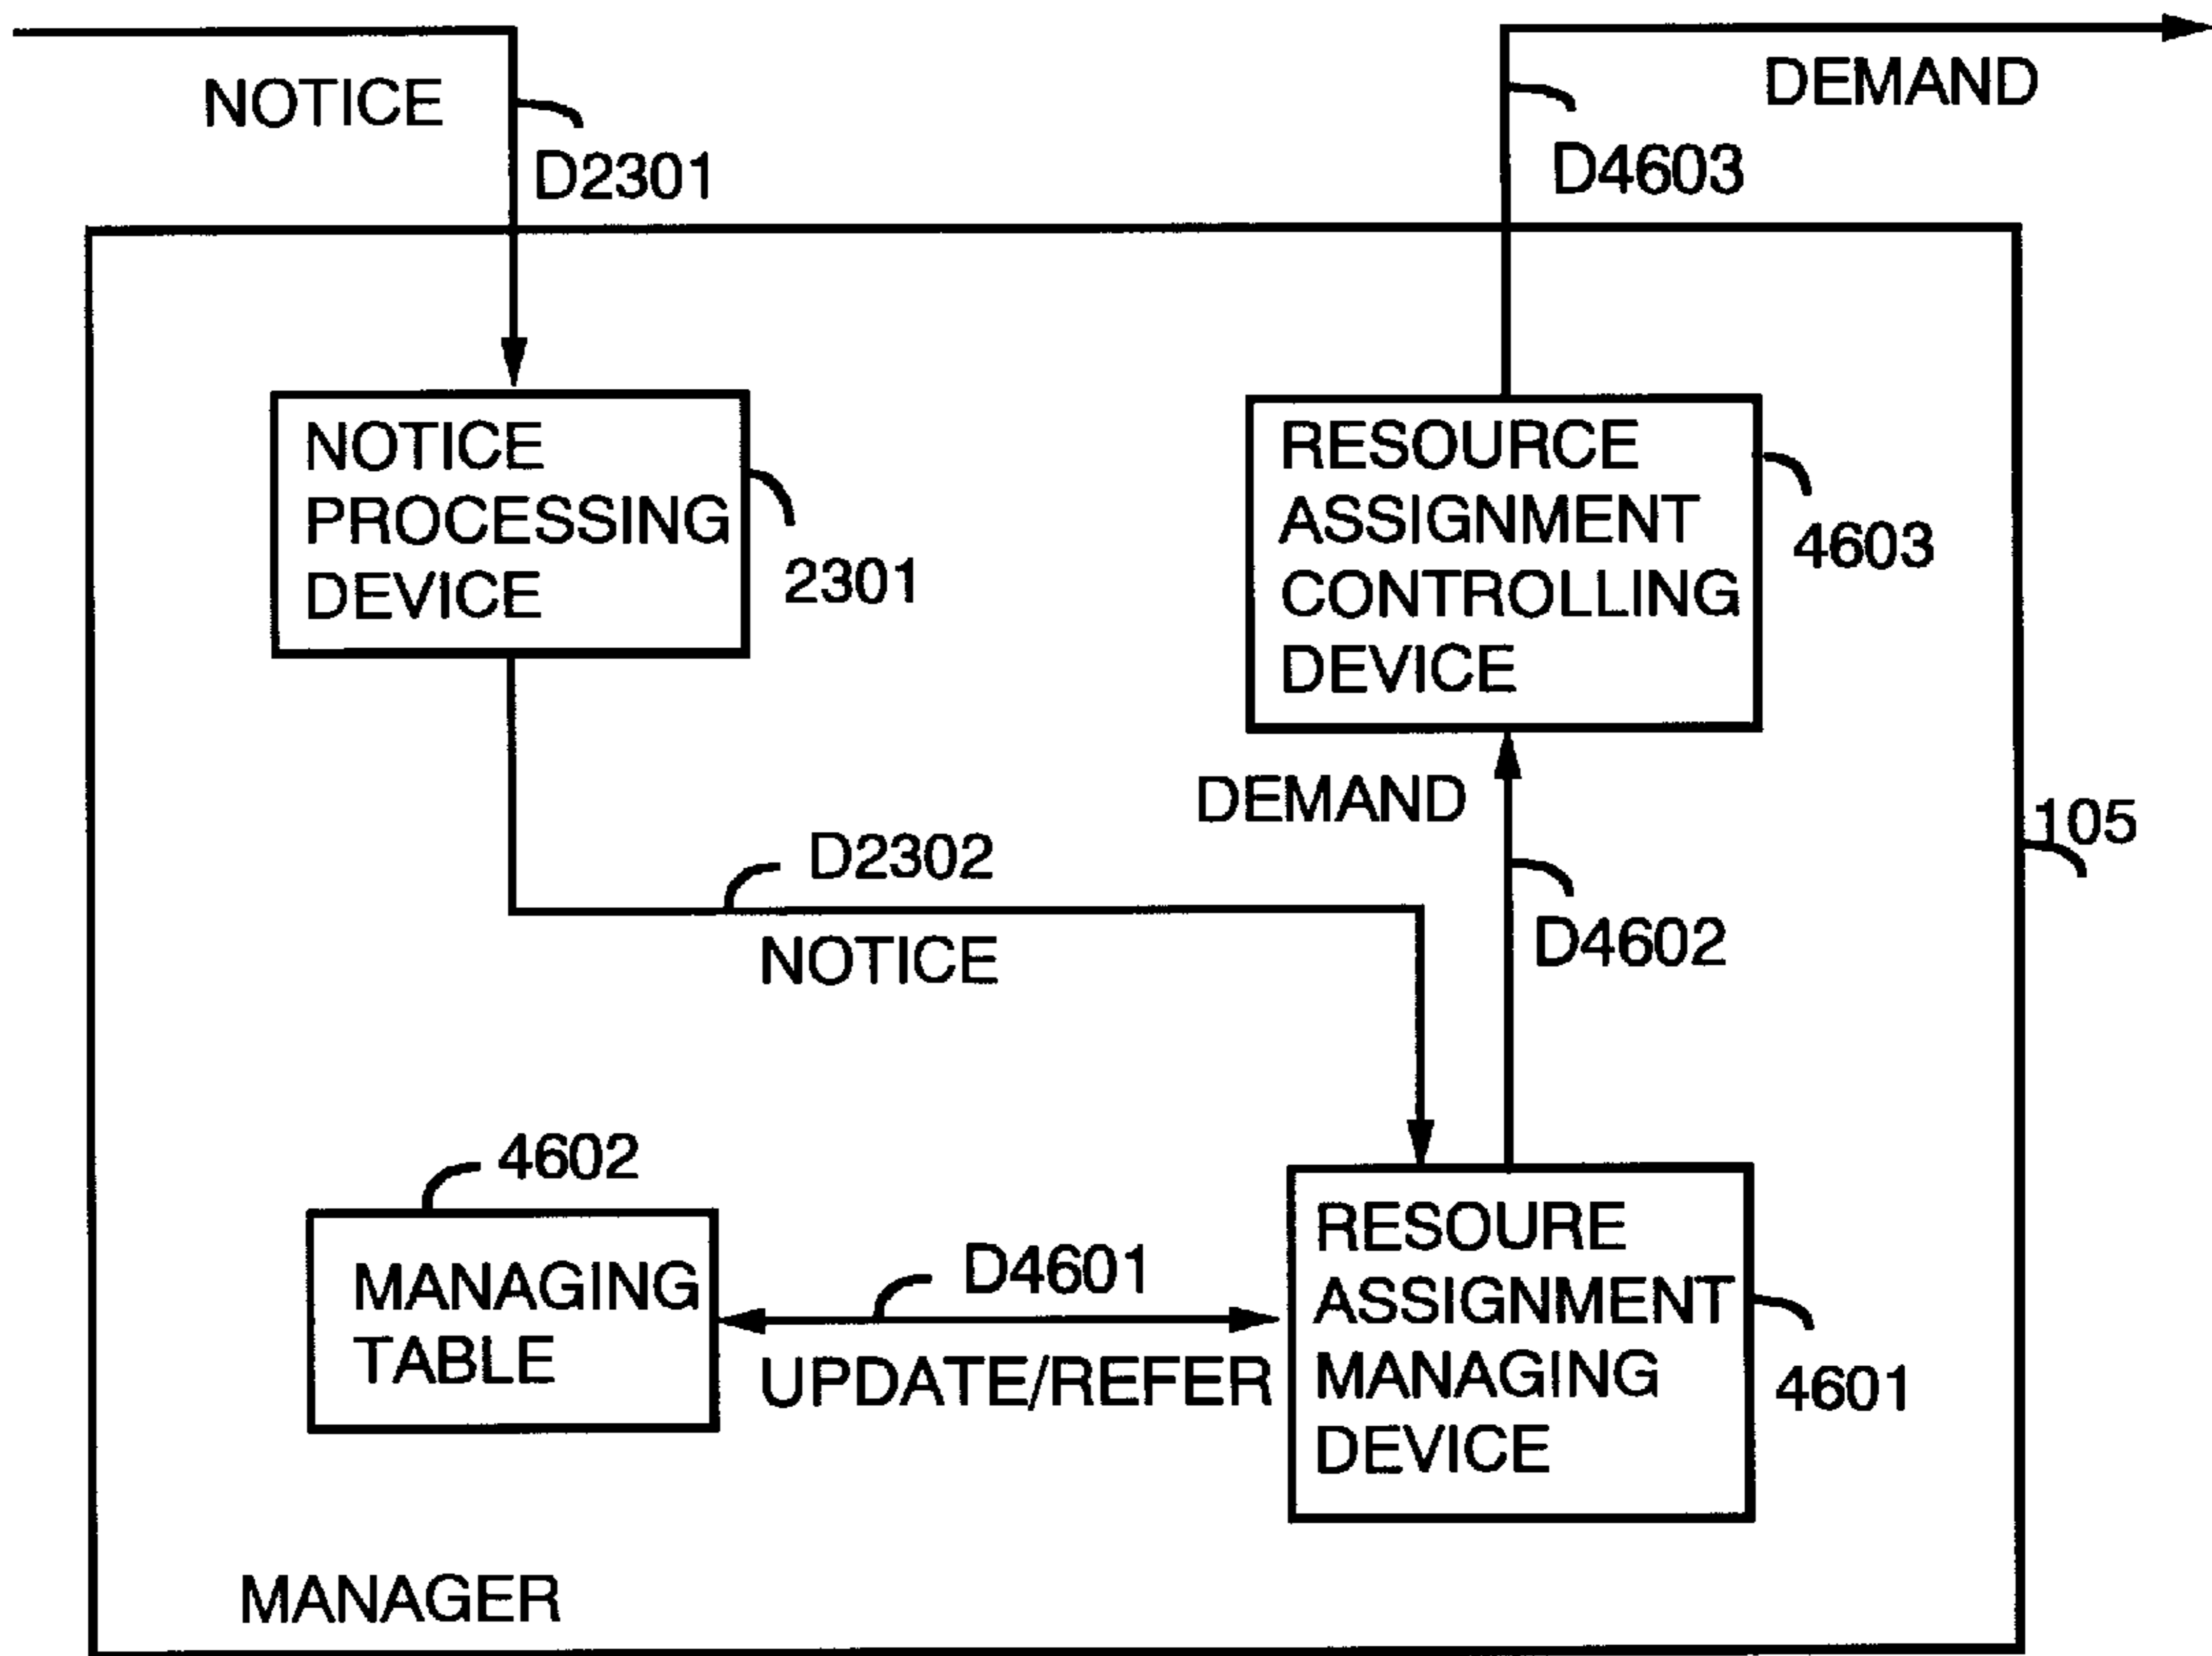 NOTICE
DEMAND
D2301
D4603
NOTICE
PROCESSING
DEVICE
2301
RESOURCE
ASSIGNMENT
CONTROLLING
DEVICE
4603
DEMAND
105
D2302
NOTICE
D4602
4602
MANAGING
TABLE
D4601
UPDATE/REFER
RESOURE
ASSIGNMENT
MANAGING
DEVICE
4601
MANAGER